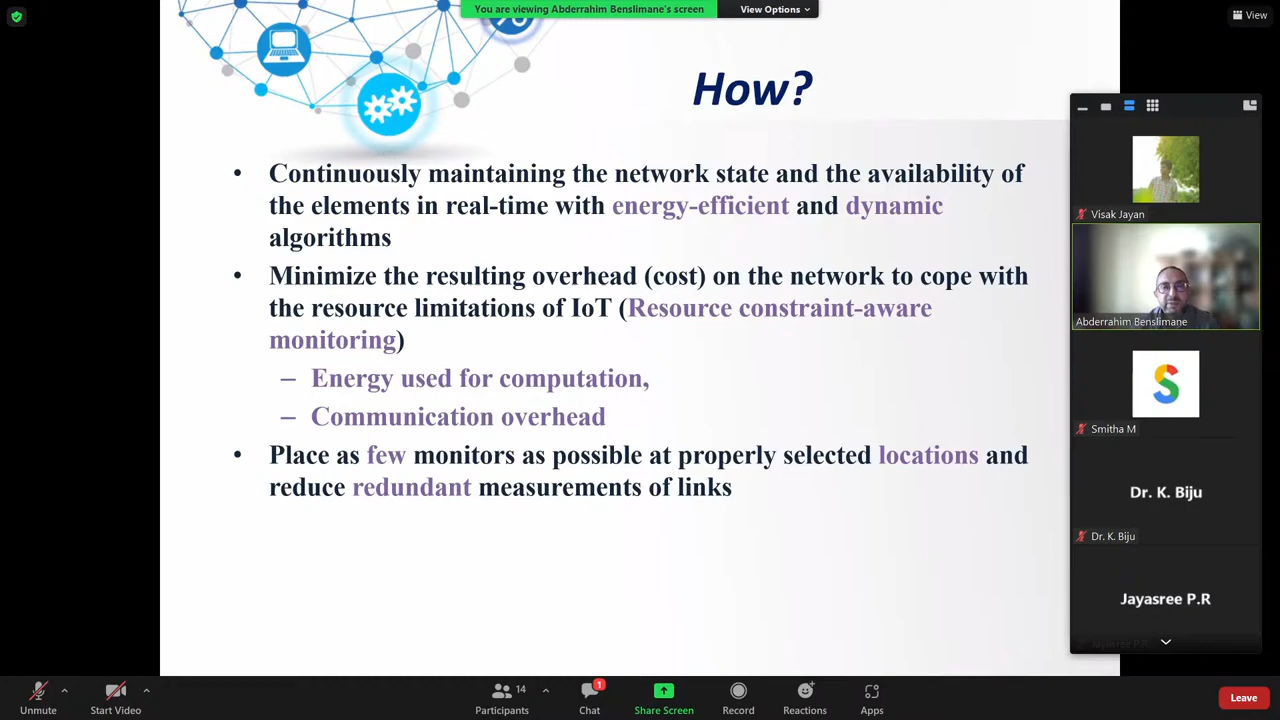 You are viewing Abderrahim Benslimane's screen
View Options
View
How?
• Continuously maintaining the network state and the availability of
the elements in real-time with energy-efficient and dynamic
algorithms
• Minimize the resulting overhead (cost) on the network to cope with
the resource limitations of IoT (Resource constraint-aware
monitoring)
– Energy used for computation,
– Communication overhead
• Place as few monitors as possible at properly selected locations and
reduce redundant measurements of links
Visak Jayan
Abderrahim Benslimane
S
Smitha M
Dr. K. Biju
Dr. K. Biju
Jayasree P.R
Jayasree P.R
Unmute
Start Video
14
Participants
1
Chat
Share Screen
Record
Reactions
Apps
Leave